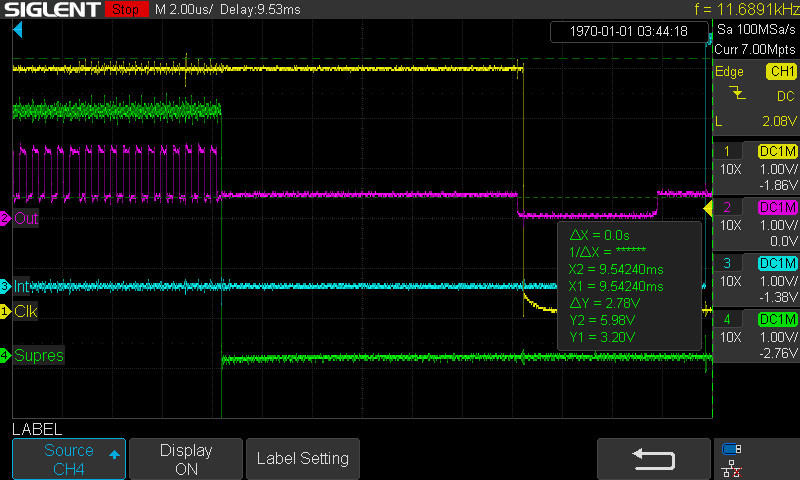 SIGLENT Stop M 2.00us/ Delay:9.53ms f = 11.6891kHz
1970-01-01 03:44:18
Sa 100MSa/s
Curr 7.00Mpts
Edge CH1
DC
L 2.08V
1 DC1M
10X 1.00V/
-1.86V
2 DC1M
10X 1.00V/
0.0V
3 DC1M
10X 1.00V/
-1.38V
4 DC1M
10X 1.00V/
-2.76V
2 Out
3 Int
1 Clk
4 Supres
△X = 0.0s
1/△X = ******
X2 = 9.54240ms
X1 = 9.54240ms
△Y = 2.78V
Y2 = 5.98V
Y1 = 3.20V
LABEL
Source
CH4
Display
ON
Label Setting